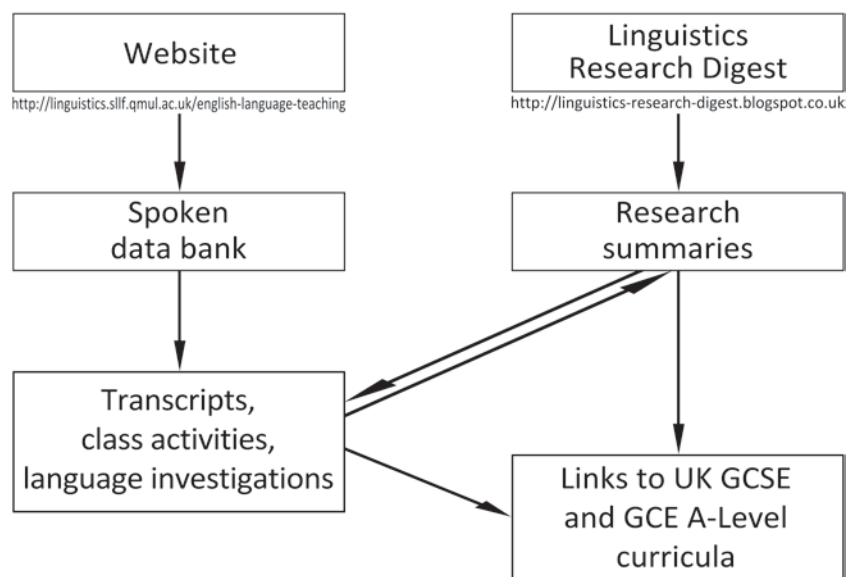 Website
http://linguistics.sllf.qmul.ac.uk/english-language-teaching
Linguistics
Research Digest
http://linguistics-research-digest.blogspot.co.uk
Spoken
data bank
Research
summaries
Transcripts,
class activities,
language investigations
Links to UK GCSE
and GCE A-Level
curricula